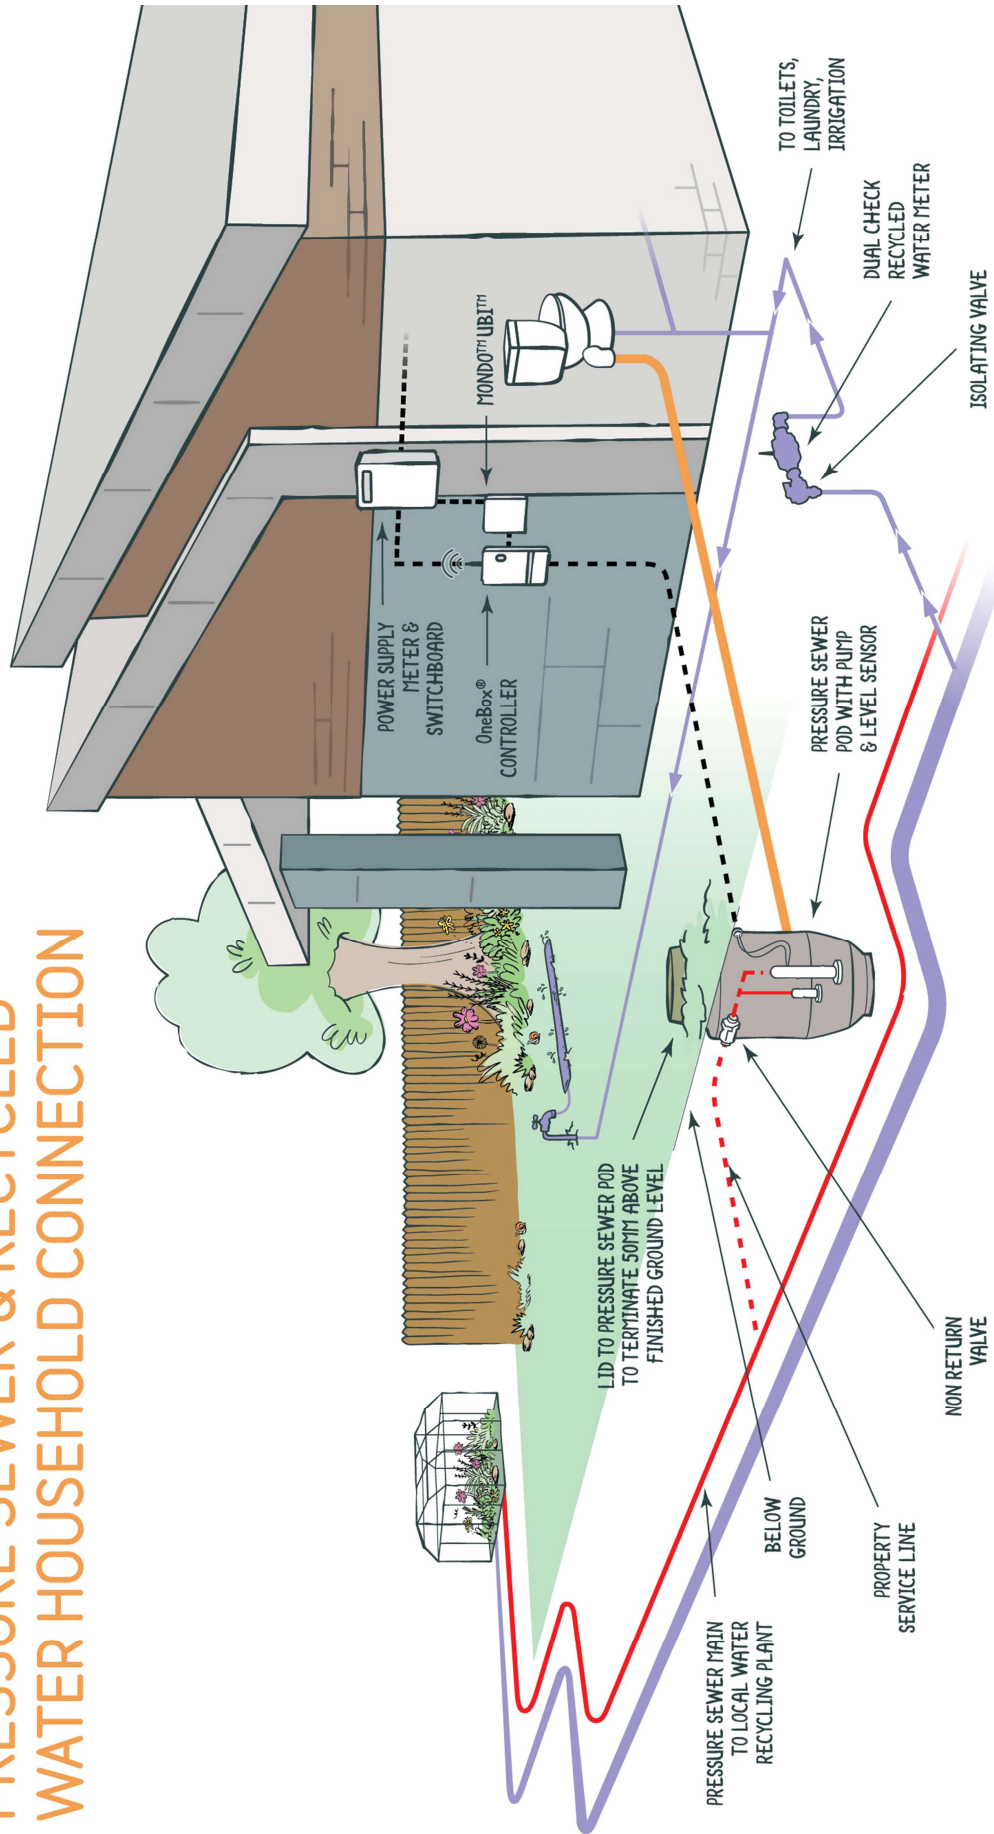 PRESSURE SEWER & RECYCLED
WATER HOUSEHOLD CONNECTION
POWER SUPPLY
METER &
SWITCHBOARD
OneBox®
CONTROLLER
MONDO™ UBI™
TO TOILETS,
LAUNDRY,
IRRIGATION
DUAL CHECK
RECYCLED
WATER METER
ISOLATING VALVE
PRESSURE SEWER
POD WITH PUMP
& LEVEL SENSOR
LID TO PRESSURE SEWER POD
TO TERMINATE 50MM ABOVE
FINISHED GROUND LEVEL
PRESSURE SEWER MAIN
TO LOCAL WATER
RECYCLING PLANT
BELOW
GROUND
PROPERTY
SERVICE LINE
NON RETURN
VALVE